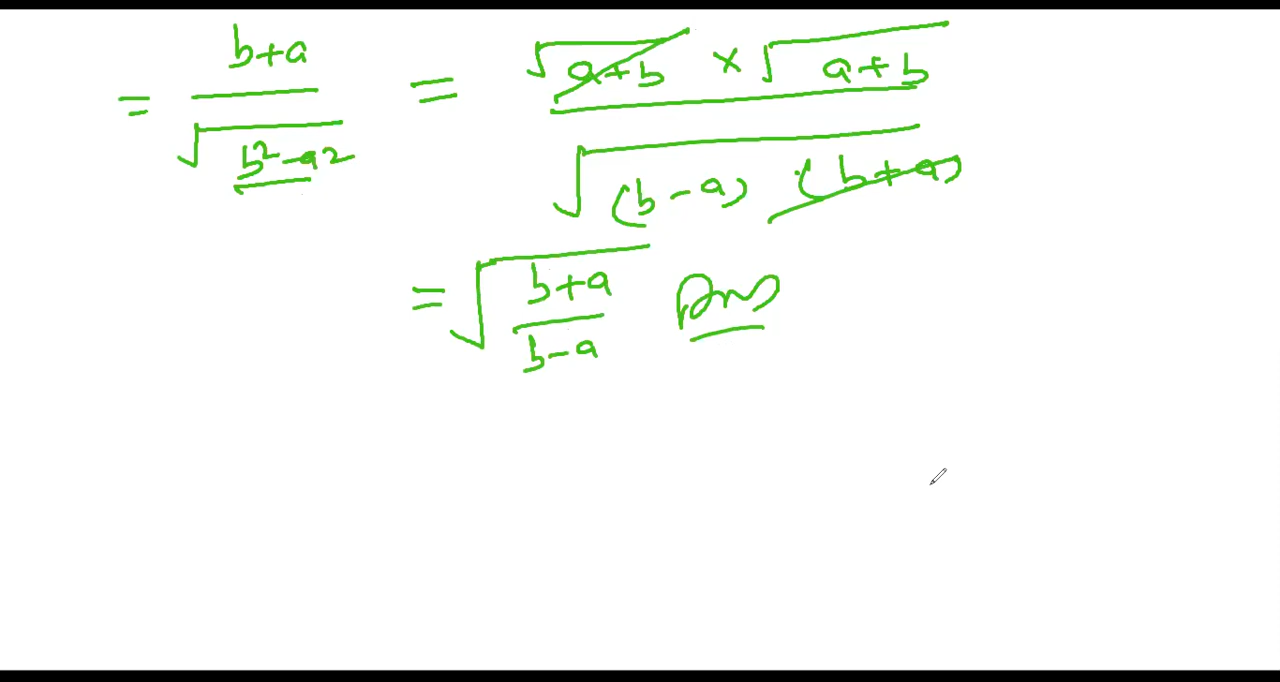 = b+a / √(b²-a2) = √(a+b) × √(a+b) / √((b-a) (b+a))
= √(b+a / b-a) Ans